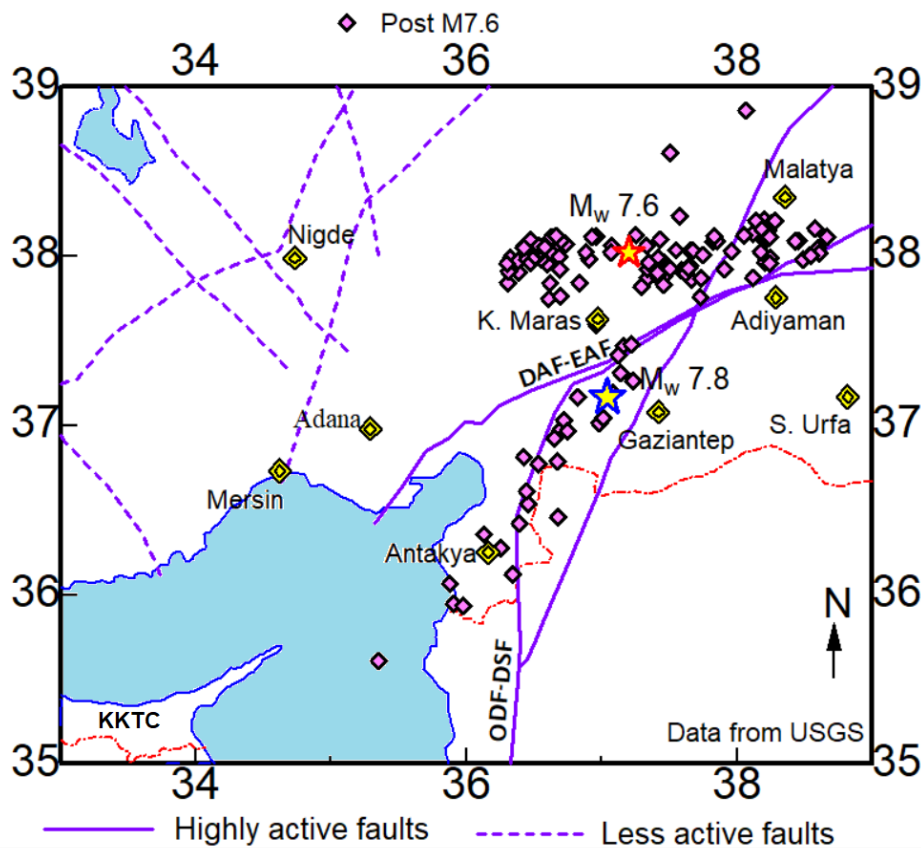 Post M7.6
34 36 38
39 39
Malatya
Mw 7.6
Nigde
38 38
K. Maras
Adiyaman
DAF-EAF
Mw 7.8
37 37
Adana
Gaziantep
S. Urfa
Mersin
Antakya
36 36
N
ODF-DSF
KKTC
Data from USGS
35 35
34 36 38
Highly active faults Less active faults